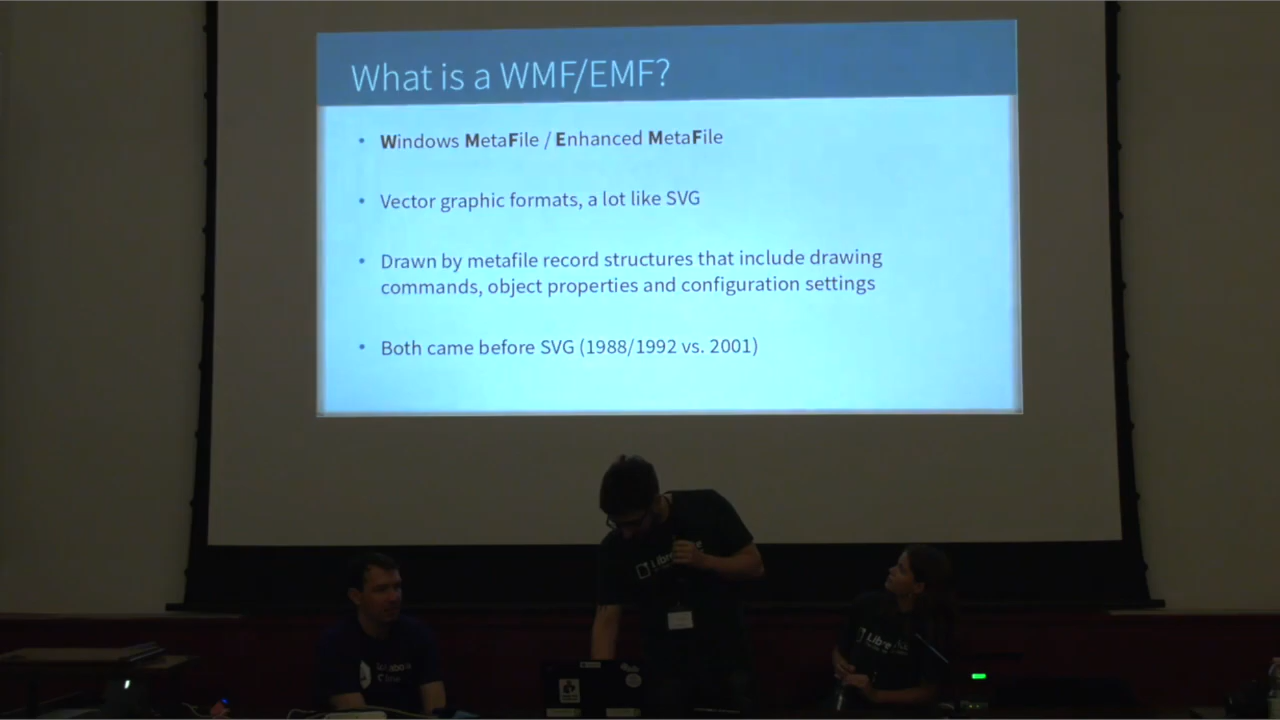 What is a WMF/EMF?
• Windows MetaFile / Enhanced MetaFile
• Vector graphic formats, a lot like SVG
• Drawn by metafile record structures that include drawing
commands, object properties and configuration settings
• Both came before SVG (1988/1992 vs. 2001)